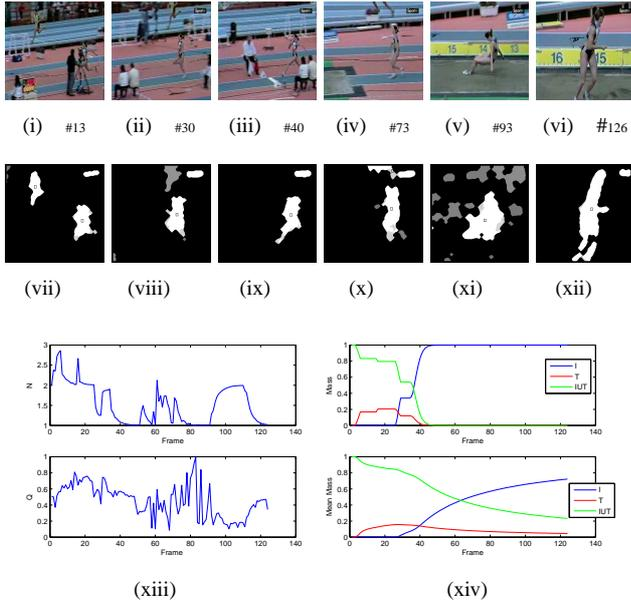 (i) #13 (ii) #30 (iii) #40 (iv) #73 (v) #93 (vi) #126
15 14 13
16 15
(vii) (viii) (ix) (x) (xi) (xii)
3
2.5
2
1.5
1
N
0 20 40 60 80 100 120 140
Frame
1
0.8
0.6
0.4
0.2
0
Mass
I
T
IUT
0 20 40 60 80 100 120 140
Frame
1
0.8
0.6
0.4
0.2
0
Q
0 20 40 60 80 100 120 140
Frame
1
0.8
0.6
0.4
0.2
0
Mean Mass
I
T
IUT
0 20 40 60 80 100 120 140
Frame
(xiii) (xiv)